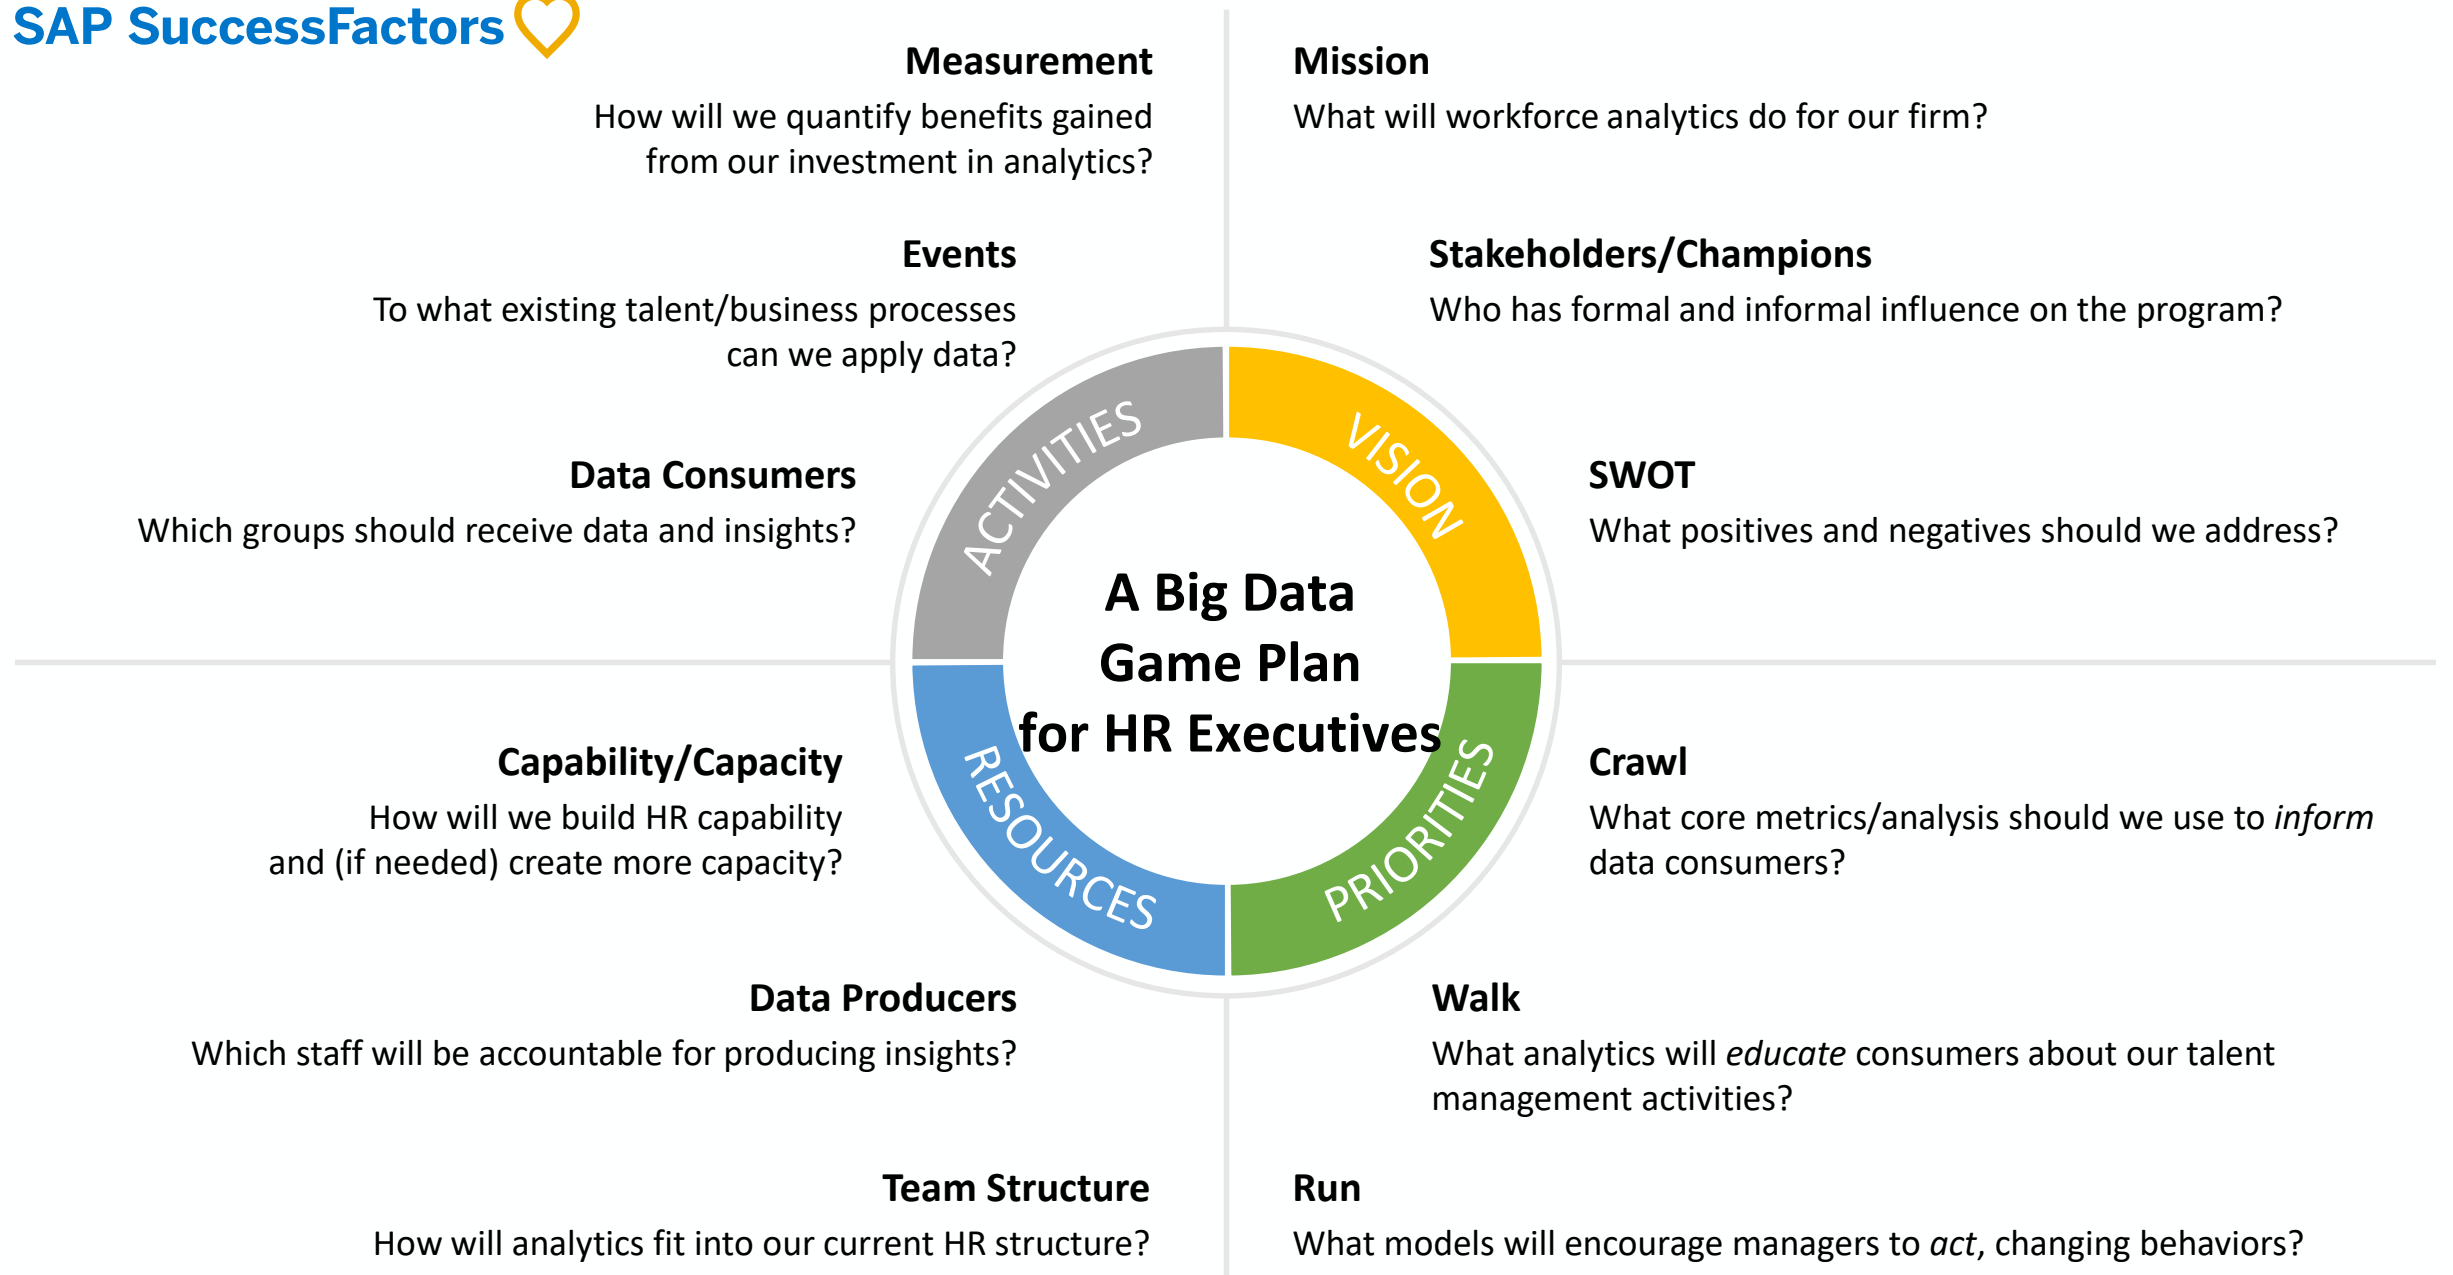 SAP SuccessFactors
Measurement
How will we quantify benefits gained
from our investment in analytics?
Events
To what existing talent/business processes
can we apply data?
Data Consumers
Which groups should receive data and insights?
Mission
What will workforce analytics do for our firm?
Stakeholders/Champions
Who has formal and informal influence on the program?
SWOT
What positives and negatives should we address?
ACTIVITIES
VISION
A Big Data
Game Plan
for HR Executives
RESOURCES
PRIORITIES
Capability/Capacity
How will we build HR capability
and (if needed) create more capacity?
Data Producers
Which staff will be accountable for producing insights?
Team Structure
How will analytics fit into our current HR structure?
Crawl
What core metrics/analysis should we use to inform
data consumers?
Walk
What analytics will educate consumers about our talent
management activities?
Run
What models will encourage managers to act, changing behaviors?